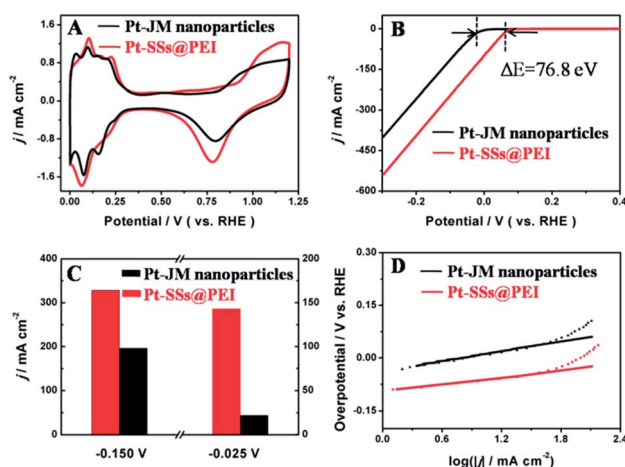 A
Pt-JM nanoparticles
Pt-SSs@PEI
j/ mA cm⁻²
1.6
0.8
0.0
-0.8
-1.6
0.00 0.25 0.50 0.75 1.00 1.25
Potential / V ( vs. RHE )
B
ΔE=76.8 eV
Pt-JM nanoparticles
Pt-SSs@PEI
j/ mA cm⁻²
0
-150
-300
-450
-600
0.0 0.2 0.4
Potential / V ( vs. RHE )
C
Pt-JM nanoparticles
Pt-SSs@PEI
j/ mA cm⁻²
400
300
200
100
0
200
150
100
50
0
-0.150 V -0.025 V
D
Pt-JM nanoparticles
Pt-SSs@PEI
Overpotential / V vs. RHE
0.30
0.15
0.00
-0.15
0.0 0.6 1.2 1.8 2.4
log(|j| / mA cm⁻²